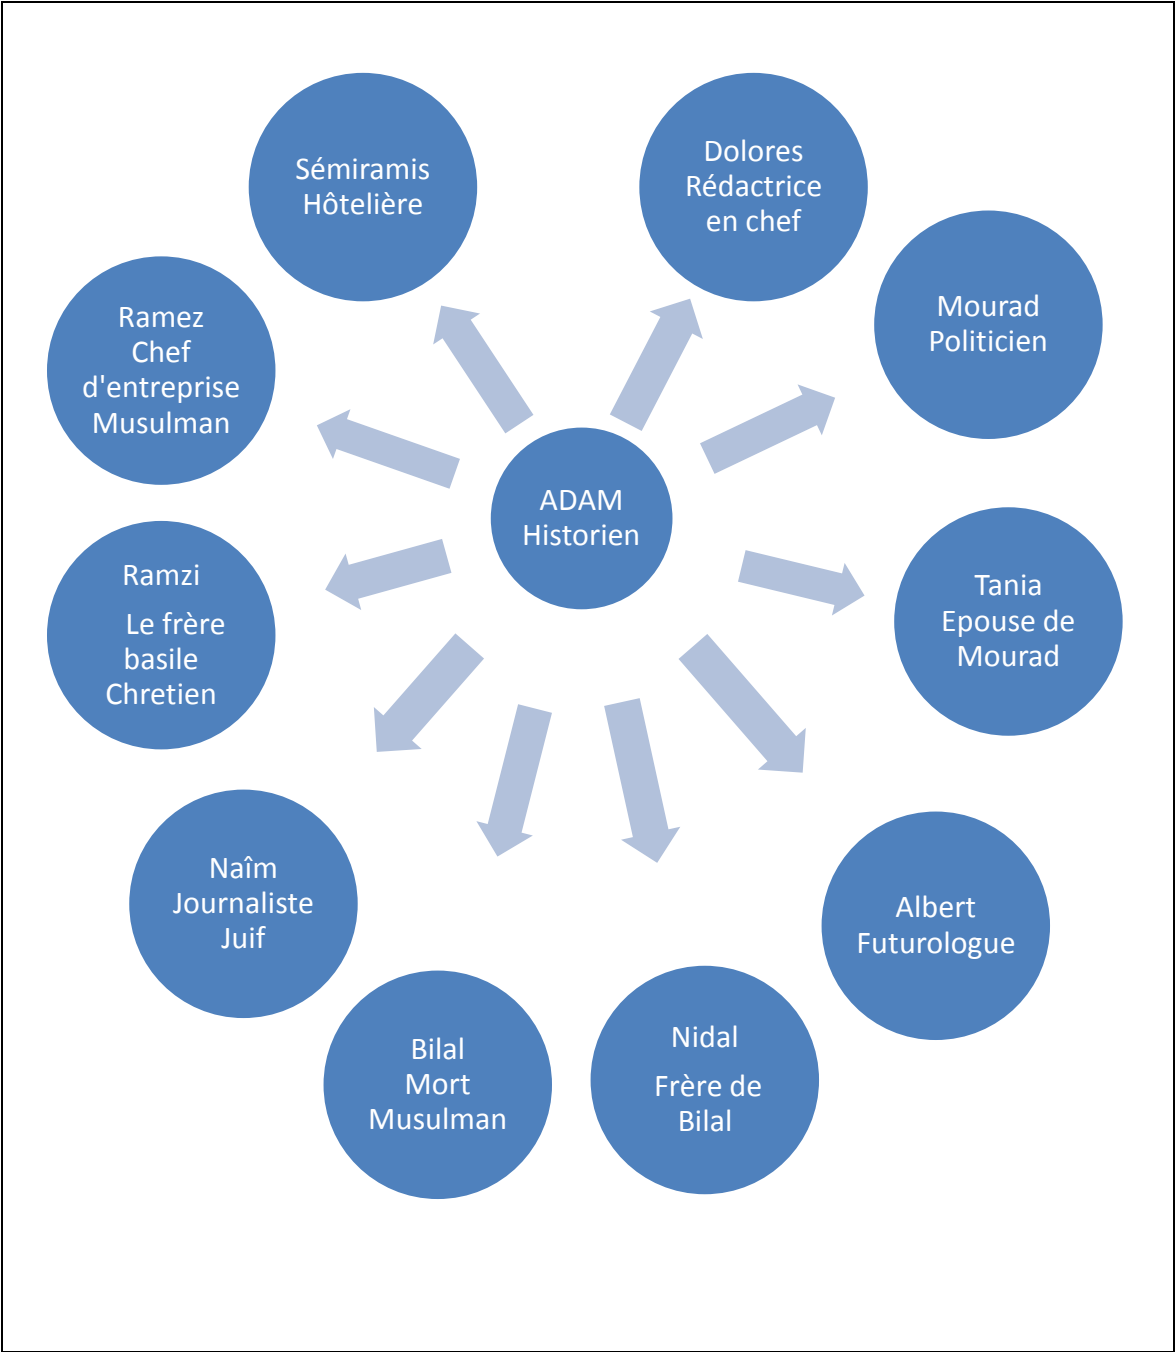 Sémiramis
Hôtelière
Dolores
Rédactrice
en chef
Mourad
Politicien
Ramez
Chef
d'entreprise
Musulman
ADAM
Historien
Tania
Epouse de
Mourad
Ramzi
Le frère
basile
Chretien
Naîm
Journaliste
Juif
Albert
Futurologue
Bilal
Mort
Musulman
Nidal
Frère de
Bilal